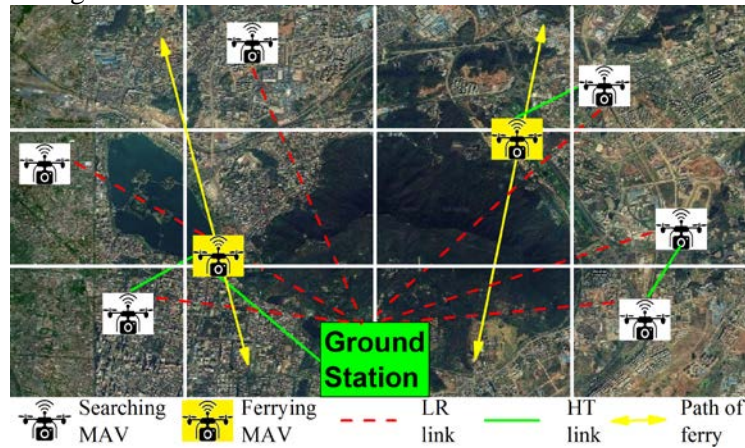 Ground
Station
Searching
MAV
Ferrying
MAV
LR
link
HT
link
Path of
ferry